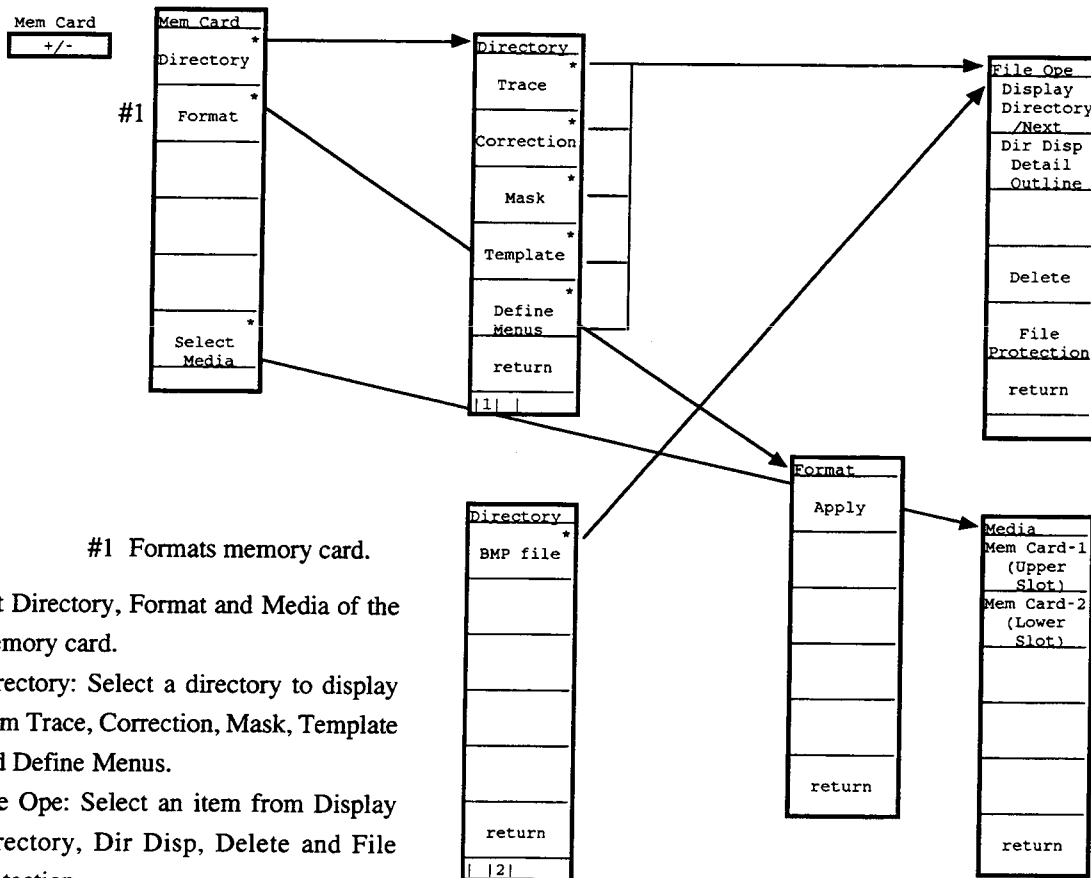 Mem Card
+/-
Mem Card
*
Directory
*
#1 Format
*
Select
Media
Directory
*
Trace
*
Correction
*
Mask
*
Template
*
Define
Menus
return
|1| |
File Ope
Display
Directory
/Next
Dir Disp
Detail
Outline
Delete
File
Protection
return
Directory
*
BMP file
return
| |2|
Format
Apply
return
Media
Mem Card-1
(Upper
Slot)
Mem Card-2
(Lower
Slot)
return
#1 Formats memory card.
t Directory, Format and Media of the
emory card.
rectory: Select a directory to display
m Trace, Correction, Mask, Template
d Define Menus.
e Ope: Select an item from Display
rectory, Dir Disp, Delete and File